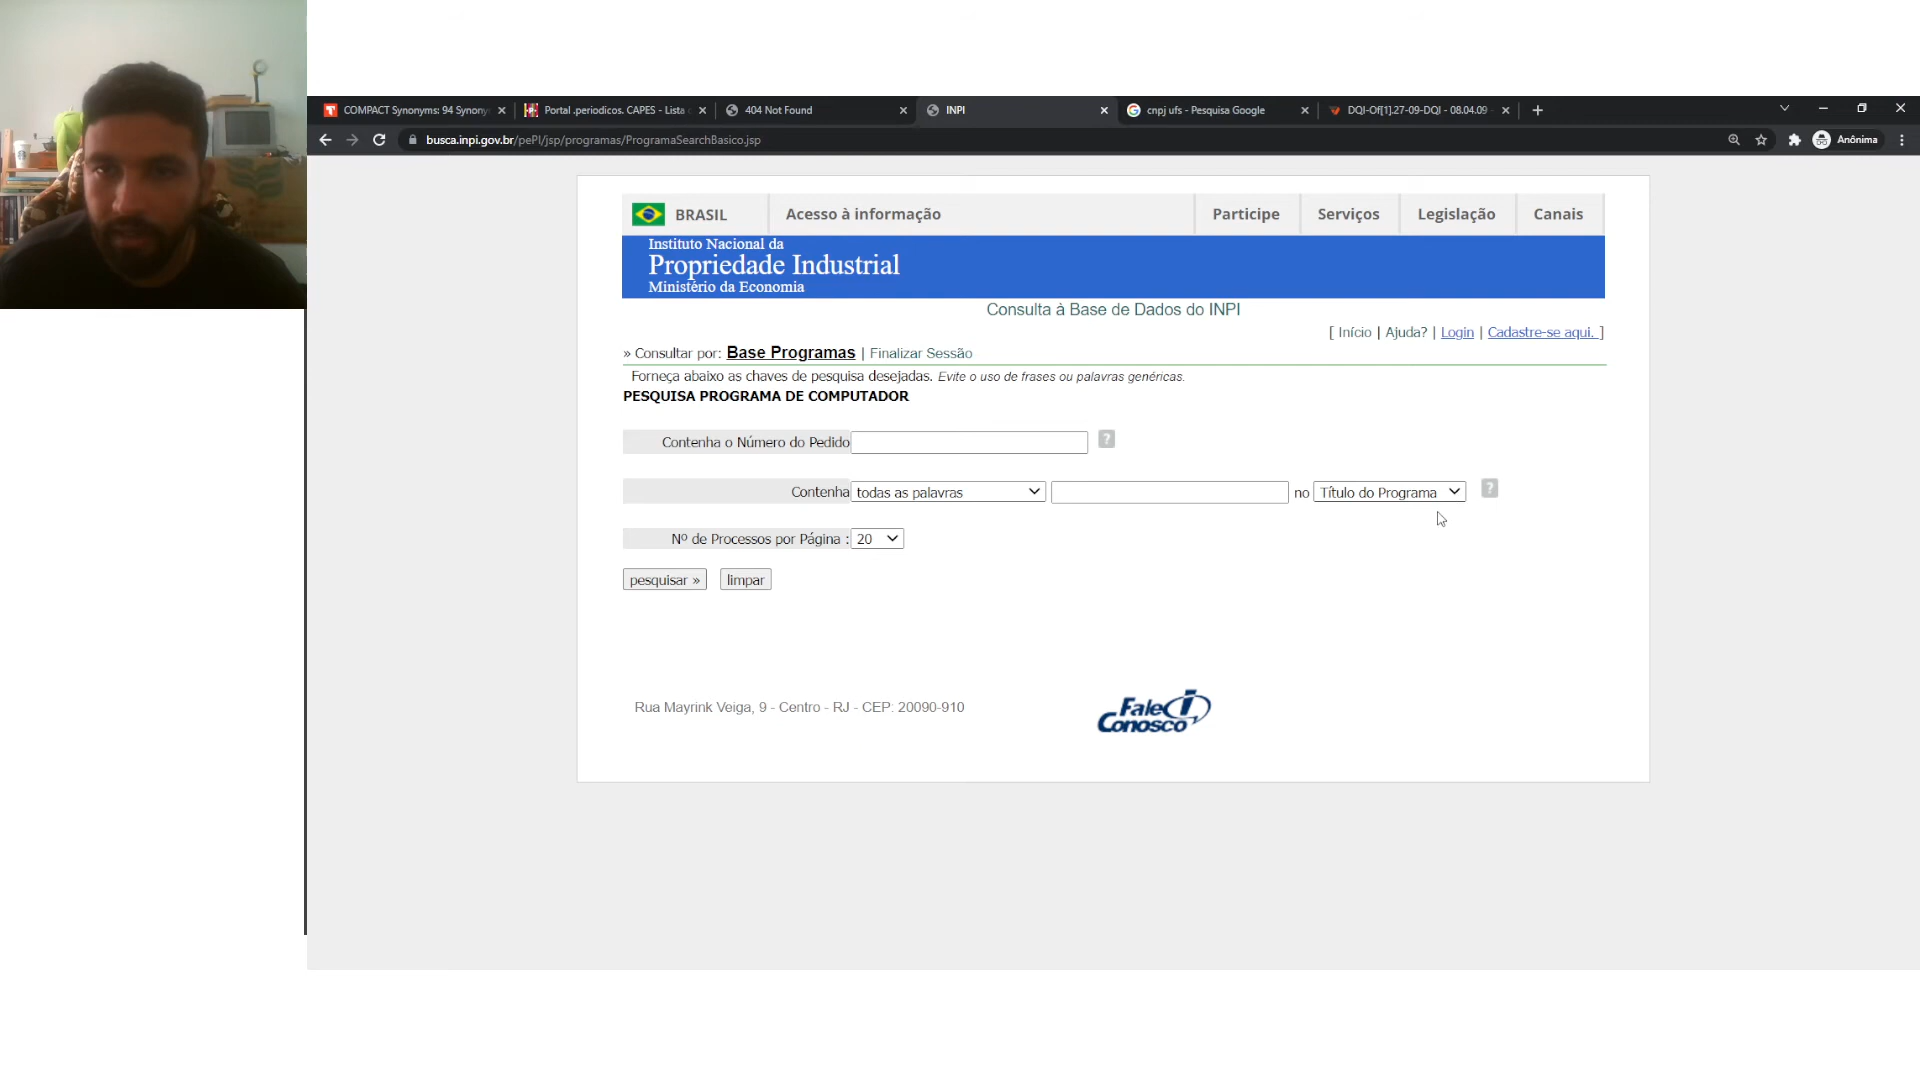 COMPACT Synonyms: 94 Synony
Portal .periodicos. CAPES - Lista
404 Not Found
INPI
cnpj ufs - Pesquisa Google
DQI-Of[1].27-09-DQI - 08.04.09
busca.inpi.gov.br/pePI/jsp/programas/ProgramaSearchBasico.jsp
Anônima
BRASIL
Acesso à informação
Participe
Serviços
Legislação
Canais
Instituto Nacional da
Propriedade Industrial
Ministério da Economia
Consulta à Base de Dados do INPI
[ Início | Ajuda? | Login | Cadastre-se aqui. ]
» Consultar por: Base Programas | Finalizar Sessão
Forneça abaixo as chaves de pesquisa desejadas. Evite o uso de frases ou palavras genéricas.
PESQUISA PROGRAMA DE COMPUTADOR
Contenha o Número do Pedido ?
Contenha todas as palavras no Título do Programa ?
Nº de Processos por Página : 20
pesquisar » limpar
Rua Mayrink Veiga, 9 - Centro - RJ - CEP: 20090-910
Fale Conosco